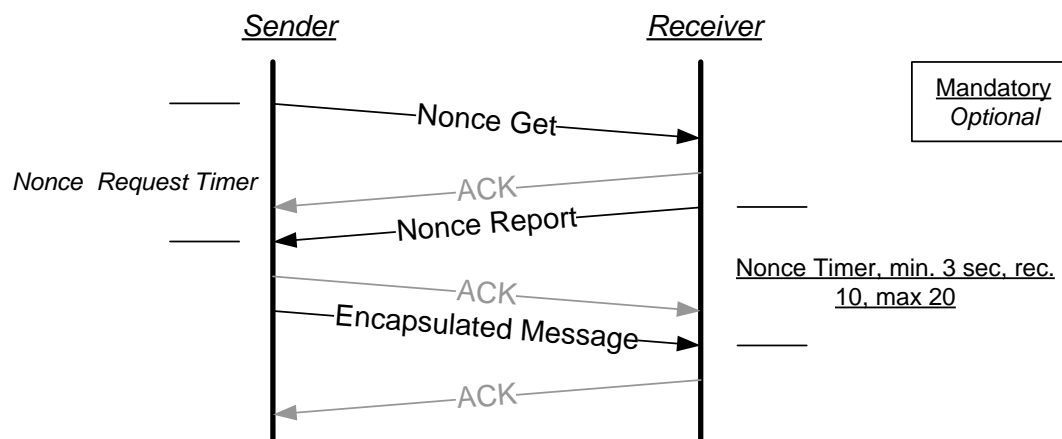 Sender
Receiver
Mandatory
Optional
Nonce Get
Nonce Request Timer
ACK
Nonce Report
Nonce Timer, min. 3 sec, rec.
10, max 20
ACK
Encapsulated Message
ACK